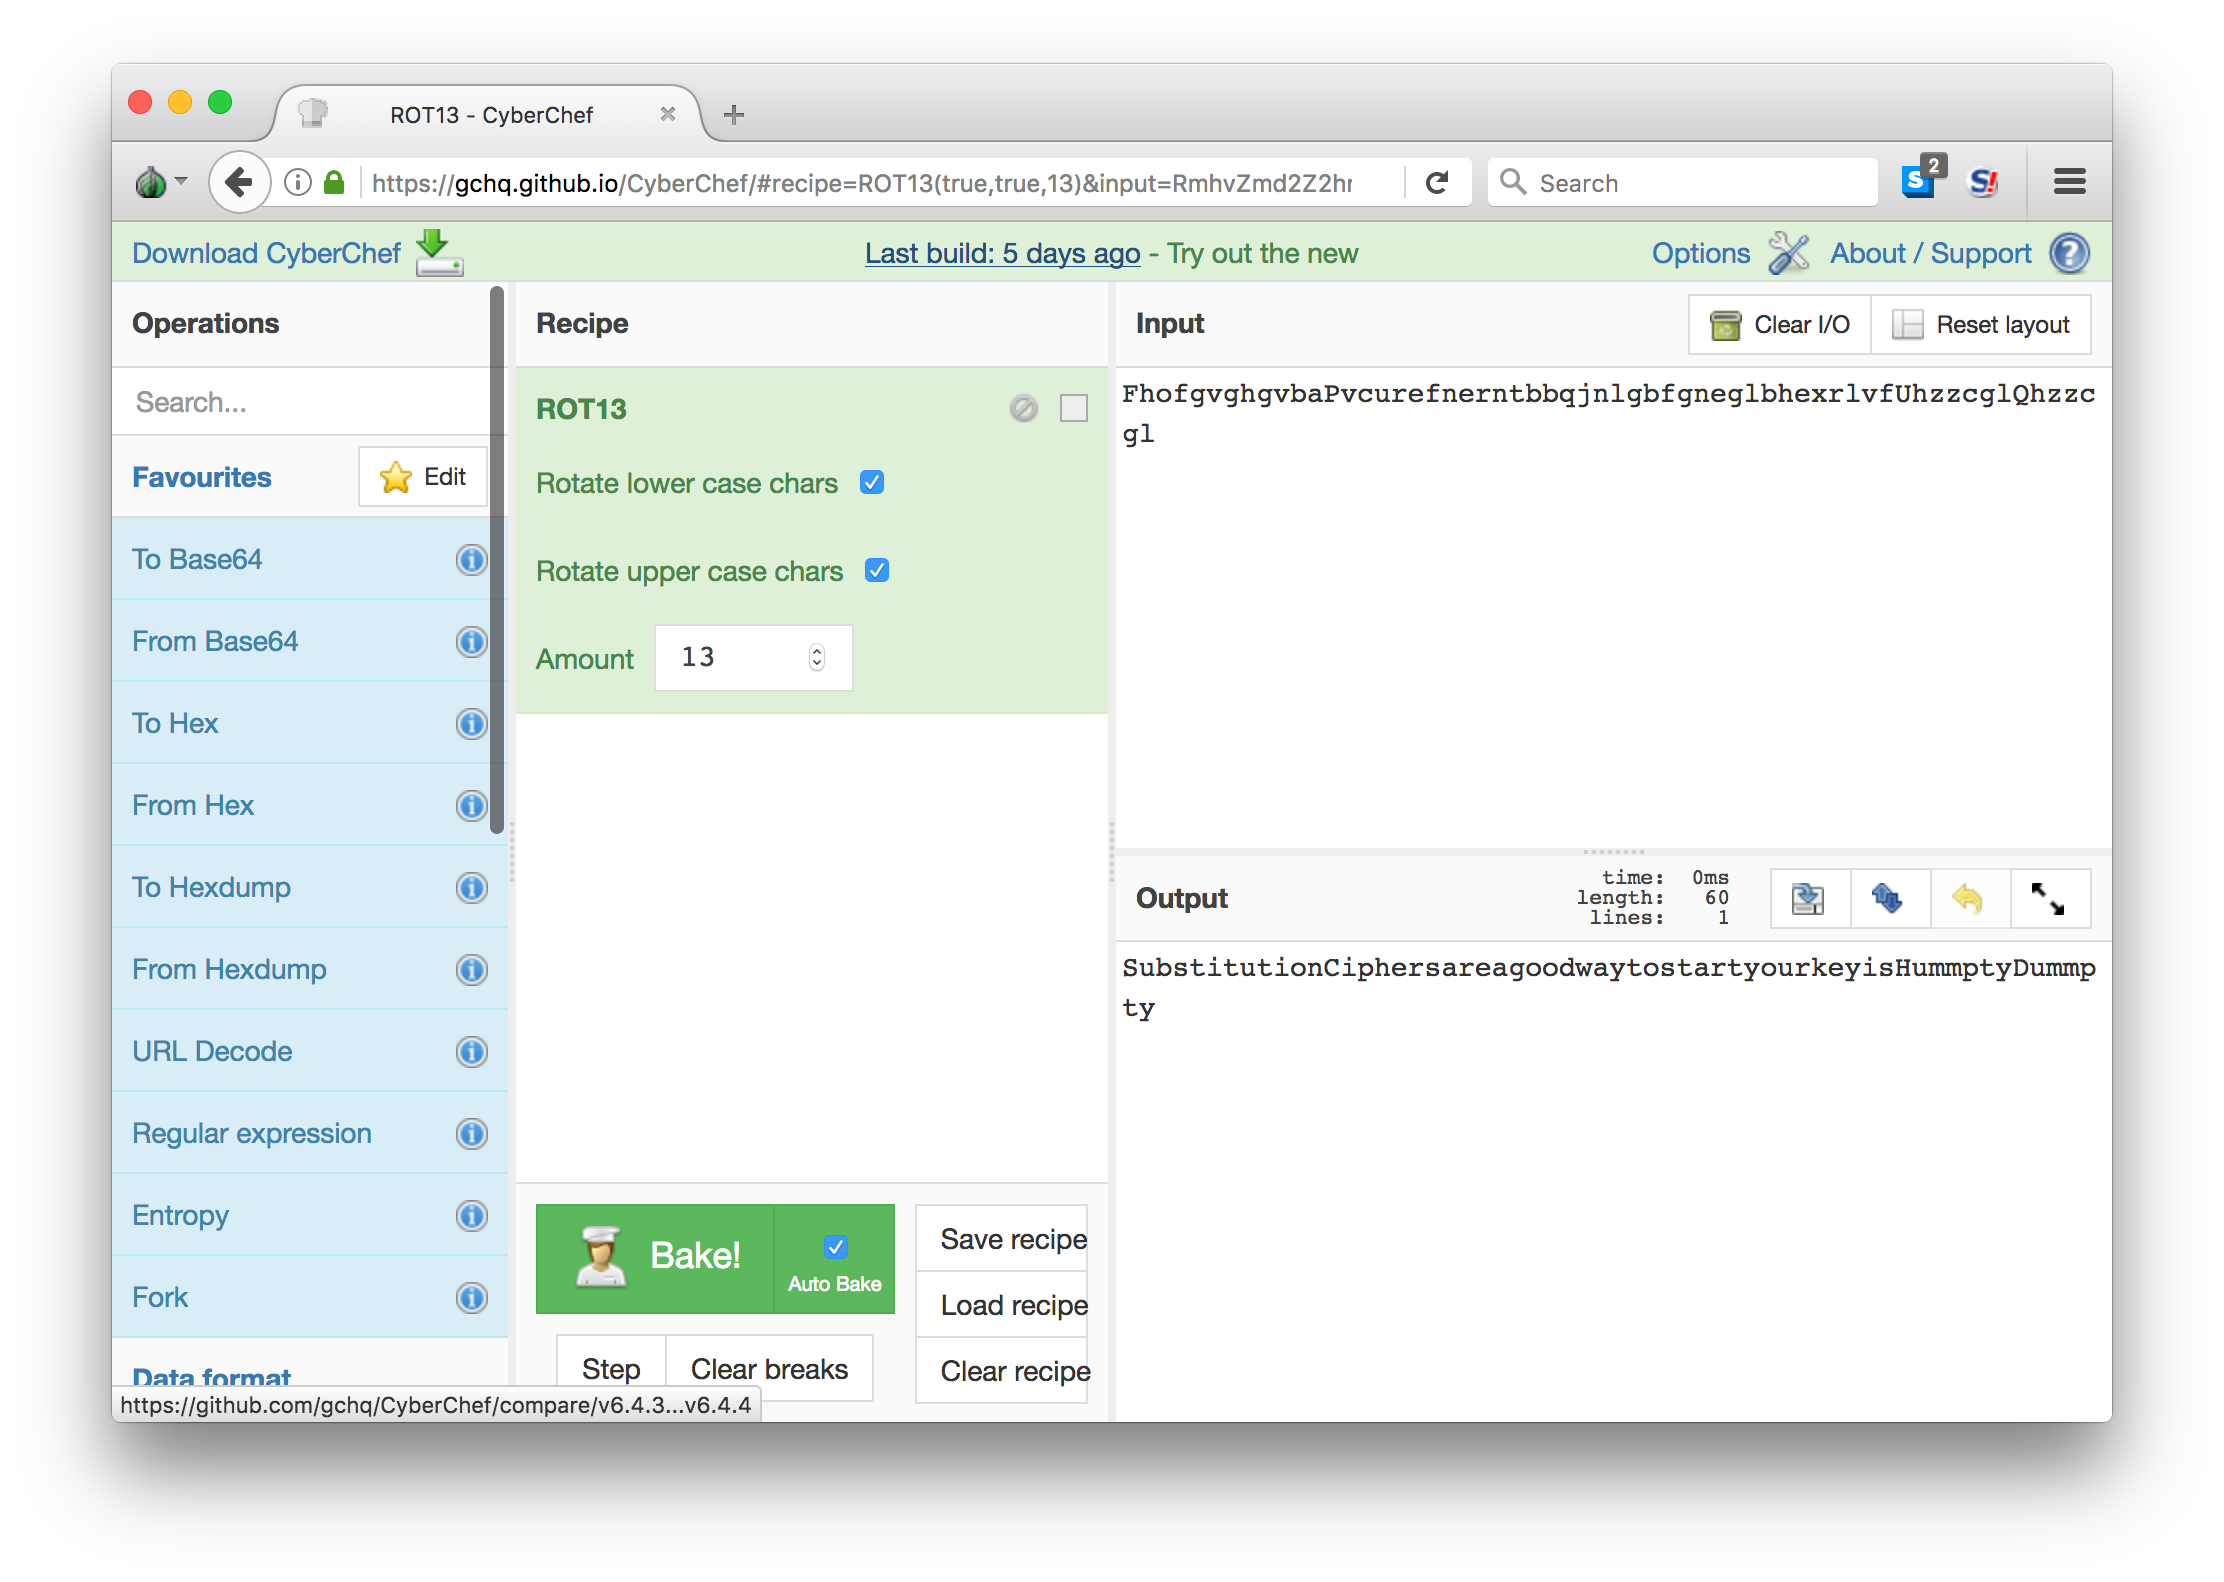 ROT13 - CyberChef
https://gchq.github.io/CyberChef/#recipe=ROT13(true,true,13)&input=RmhvZmd2Z2hr
Search
2
Download CyberChef
Last build: 5 days ago - Try out the new
Options
About / Support
Operations
Search...
Favourites
Edit
To Base64
From Base64
To Hex
From Hex
To Hexdump
From Hexdump
URL Decode
Regular expression
Entropy
Fork
Data format
Recipe
ROT13
Rotate lower case chars
Rotate upper case chars
Amount 13
Bake!
Auto Bake
Step
Clear breaks
Save recipe
Load recipe
Clear recipe
Input
Clear I/O
Reset layout
FhofgvghgvbaPvcurefnerntbbqjnlgbfgneglbhexrlvfUhzzcglQhzzc
gl
Output
time: 0ms
length: 60
lines: 1
SubstitutionCiphersareagoodwaytostartyourkeyisHummptyDummp
ty
https://github.com/gchq/CyberChef/compare/v6.4.3...v6.4.4